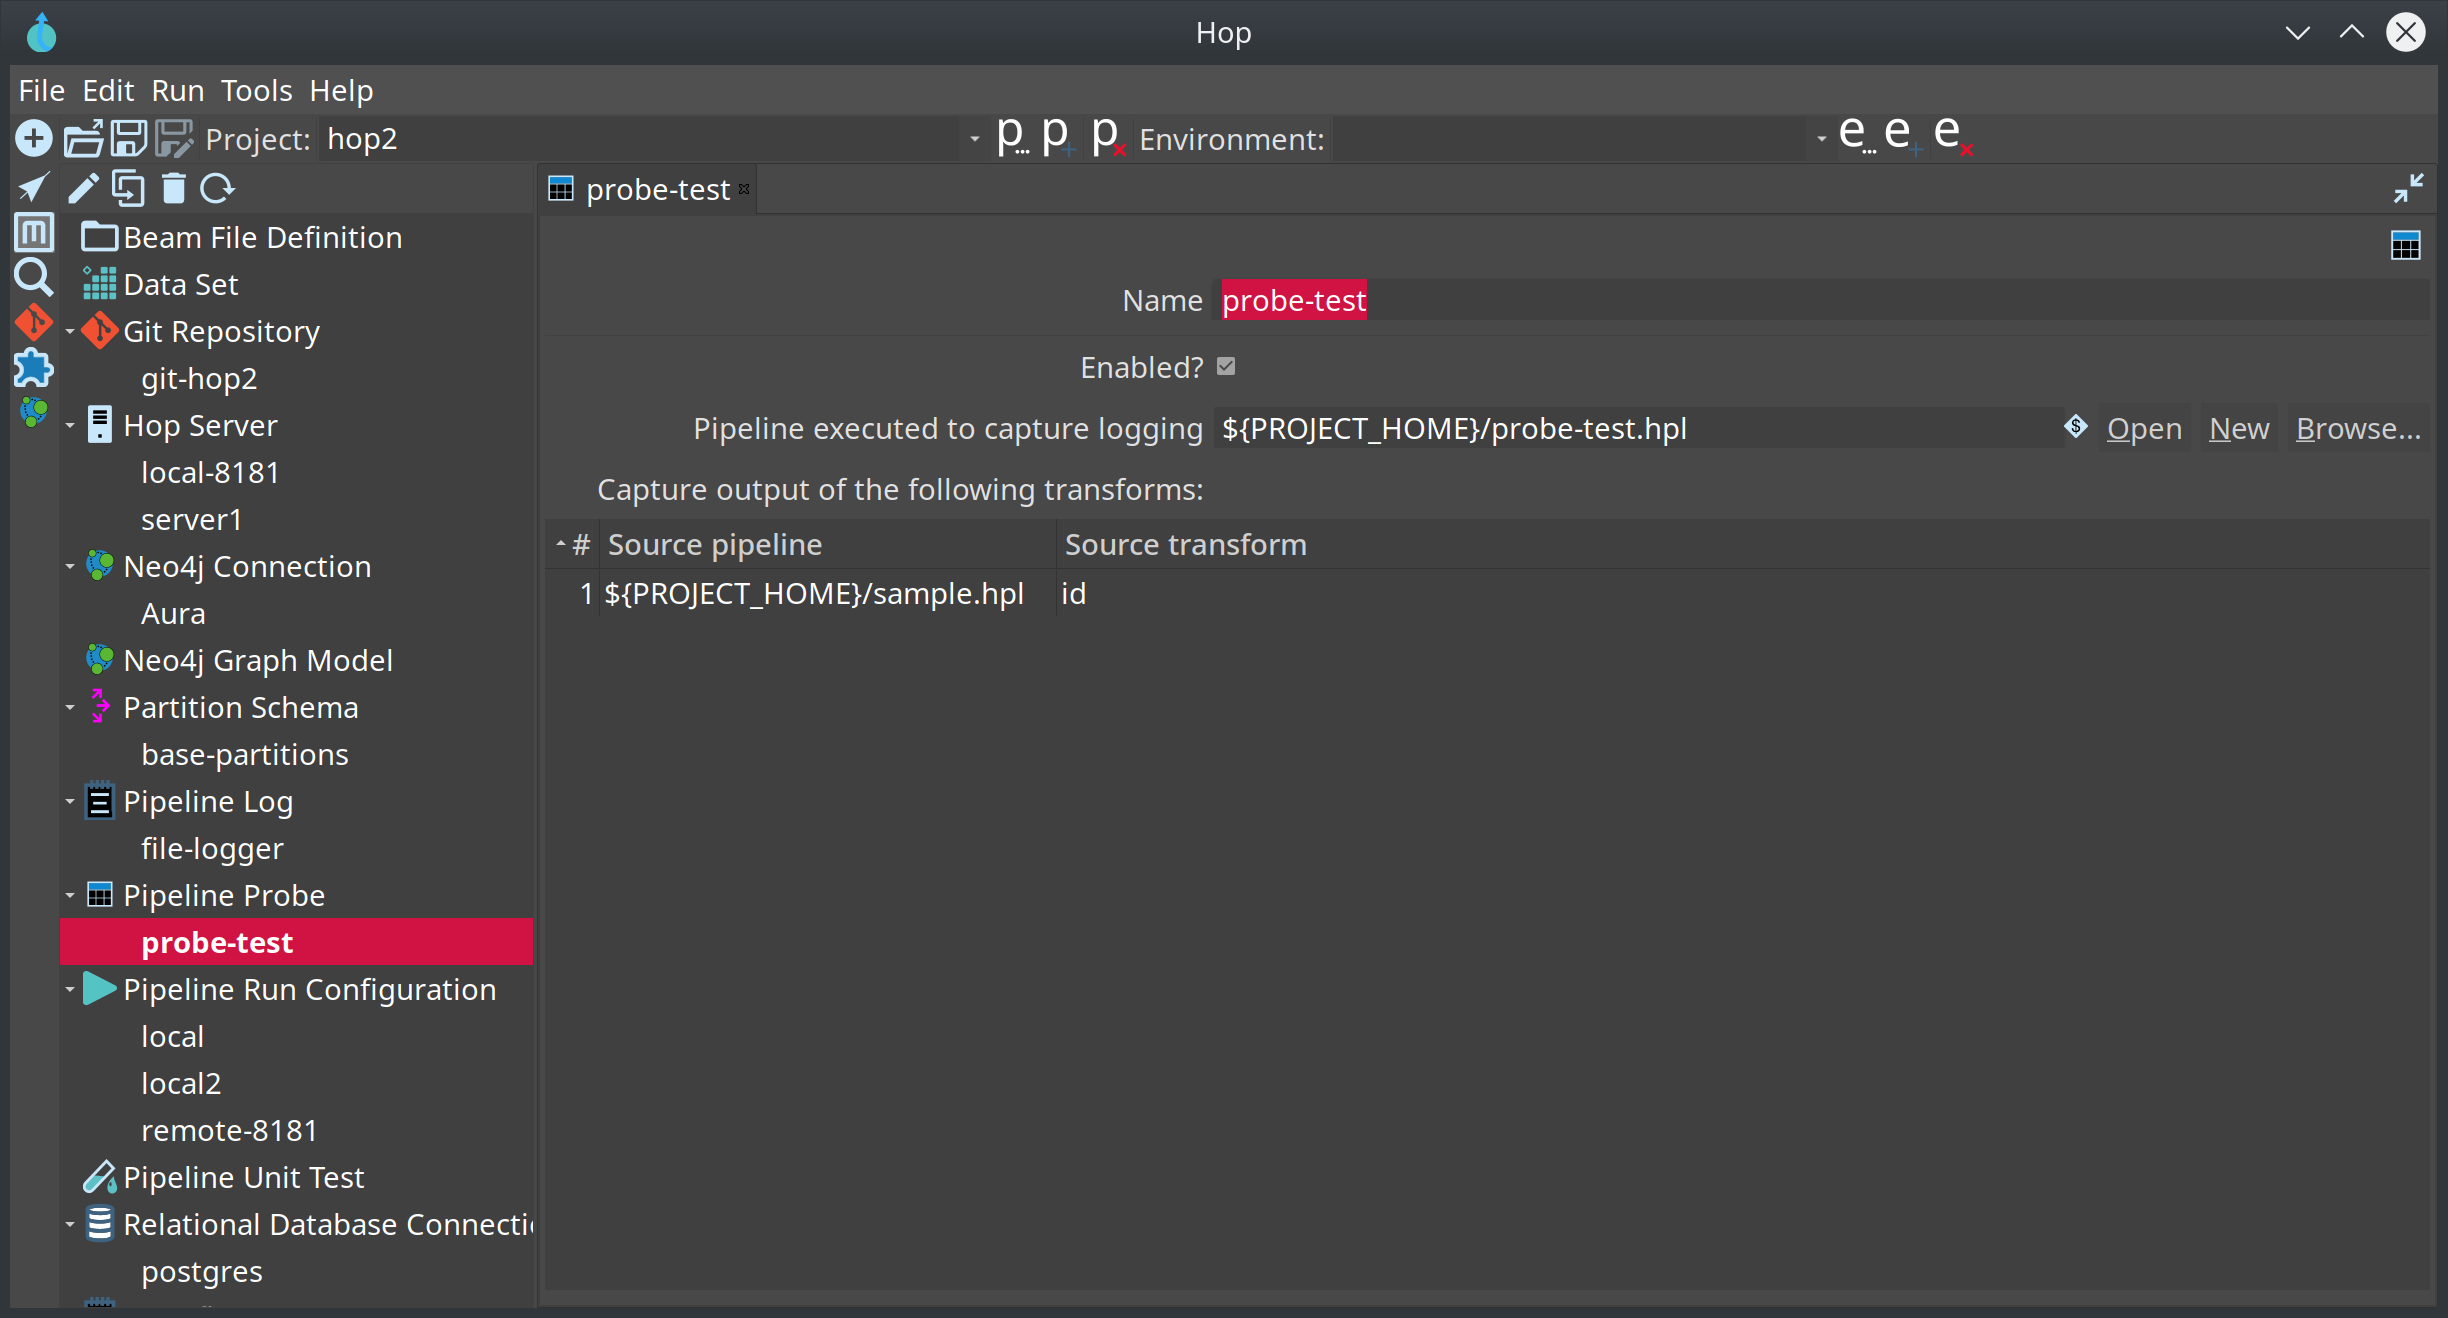 Hop
File Edit Run Tools Help
Project: hop2 p... p+ p× Environment: e... e+ e×
probe-test
Beam File Definition
Data Set
Git Repository
git-hop2
Hop Server
local-8181
server1
Neo4j Connection
Aura
Neo4j Graph Model
Partition Schema
base-partitions
Pipeline Log
file-logger
Pipeline Probe
probe-test
Pipeline Run Configuration
local
local2
remote-8181
Pipeline Unit Test
Relational Database Connecti
postgres
Name probe-test
Enabled?
Pipeline executed to capture logging ${PROJECT_HOME}/probe-test.hpl $ Open New Browse...
Capture output of the following transforms:
# Source pipeline Source transform
1 ${PROJECT_HOME}/sample.hpl id